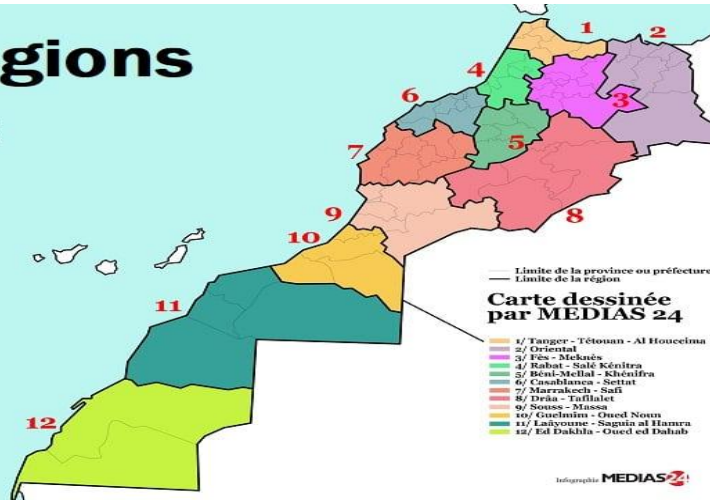 gions
1
2
4
3
6
5
7
9
8
10
11
12
Limite de la province ou préfecture
Limite de la région
Carte dessinée
par MEDIAS 24
1/ Tanger - Tétouan - Al Houceima
2/ Oriental
3/ Fès - Meknès
4/ Rabat - Salé Kénitra
5/ Béni-Mellal - Khénifra
6/ Casablanca - Settat
7/ Marrakech - Safi
8/ Drâa - Tafilalet
9/ Souss - Massa
10/ Guelmim - Oued Noun
11/ Laâyoune - Saguia al Hamra
12/ Ed Dakhla - Oued ed Dahab
Infographie MEDIAS24